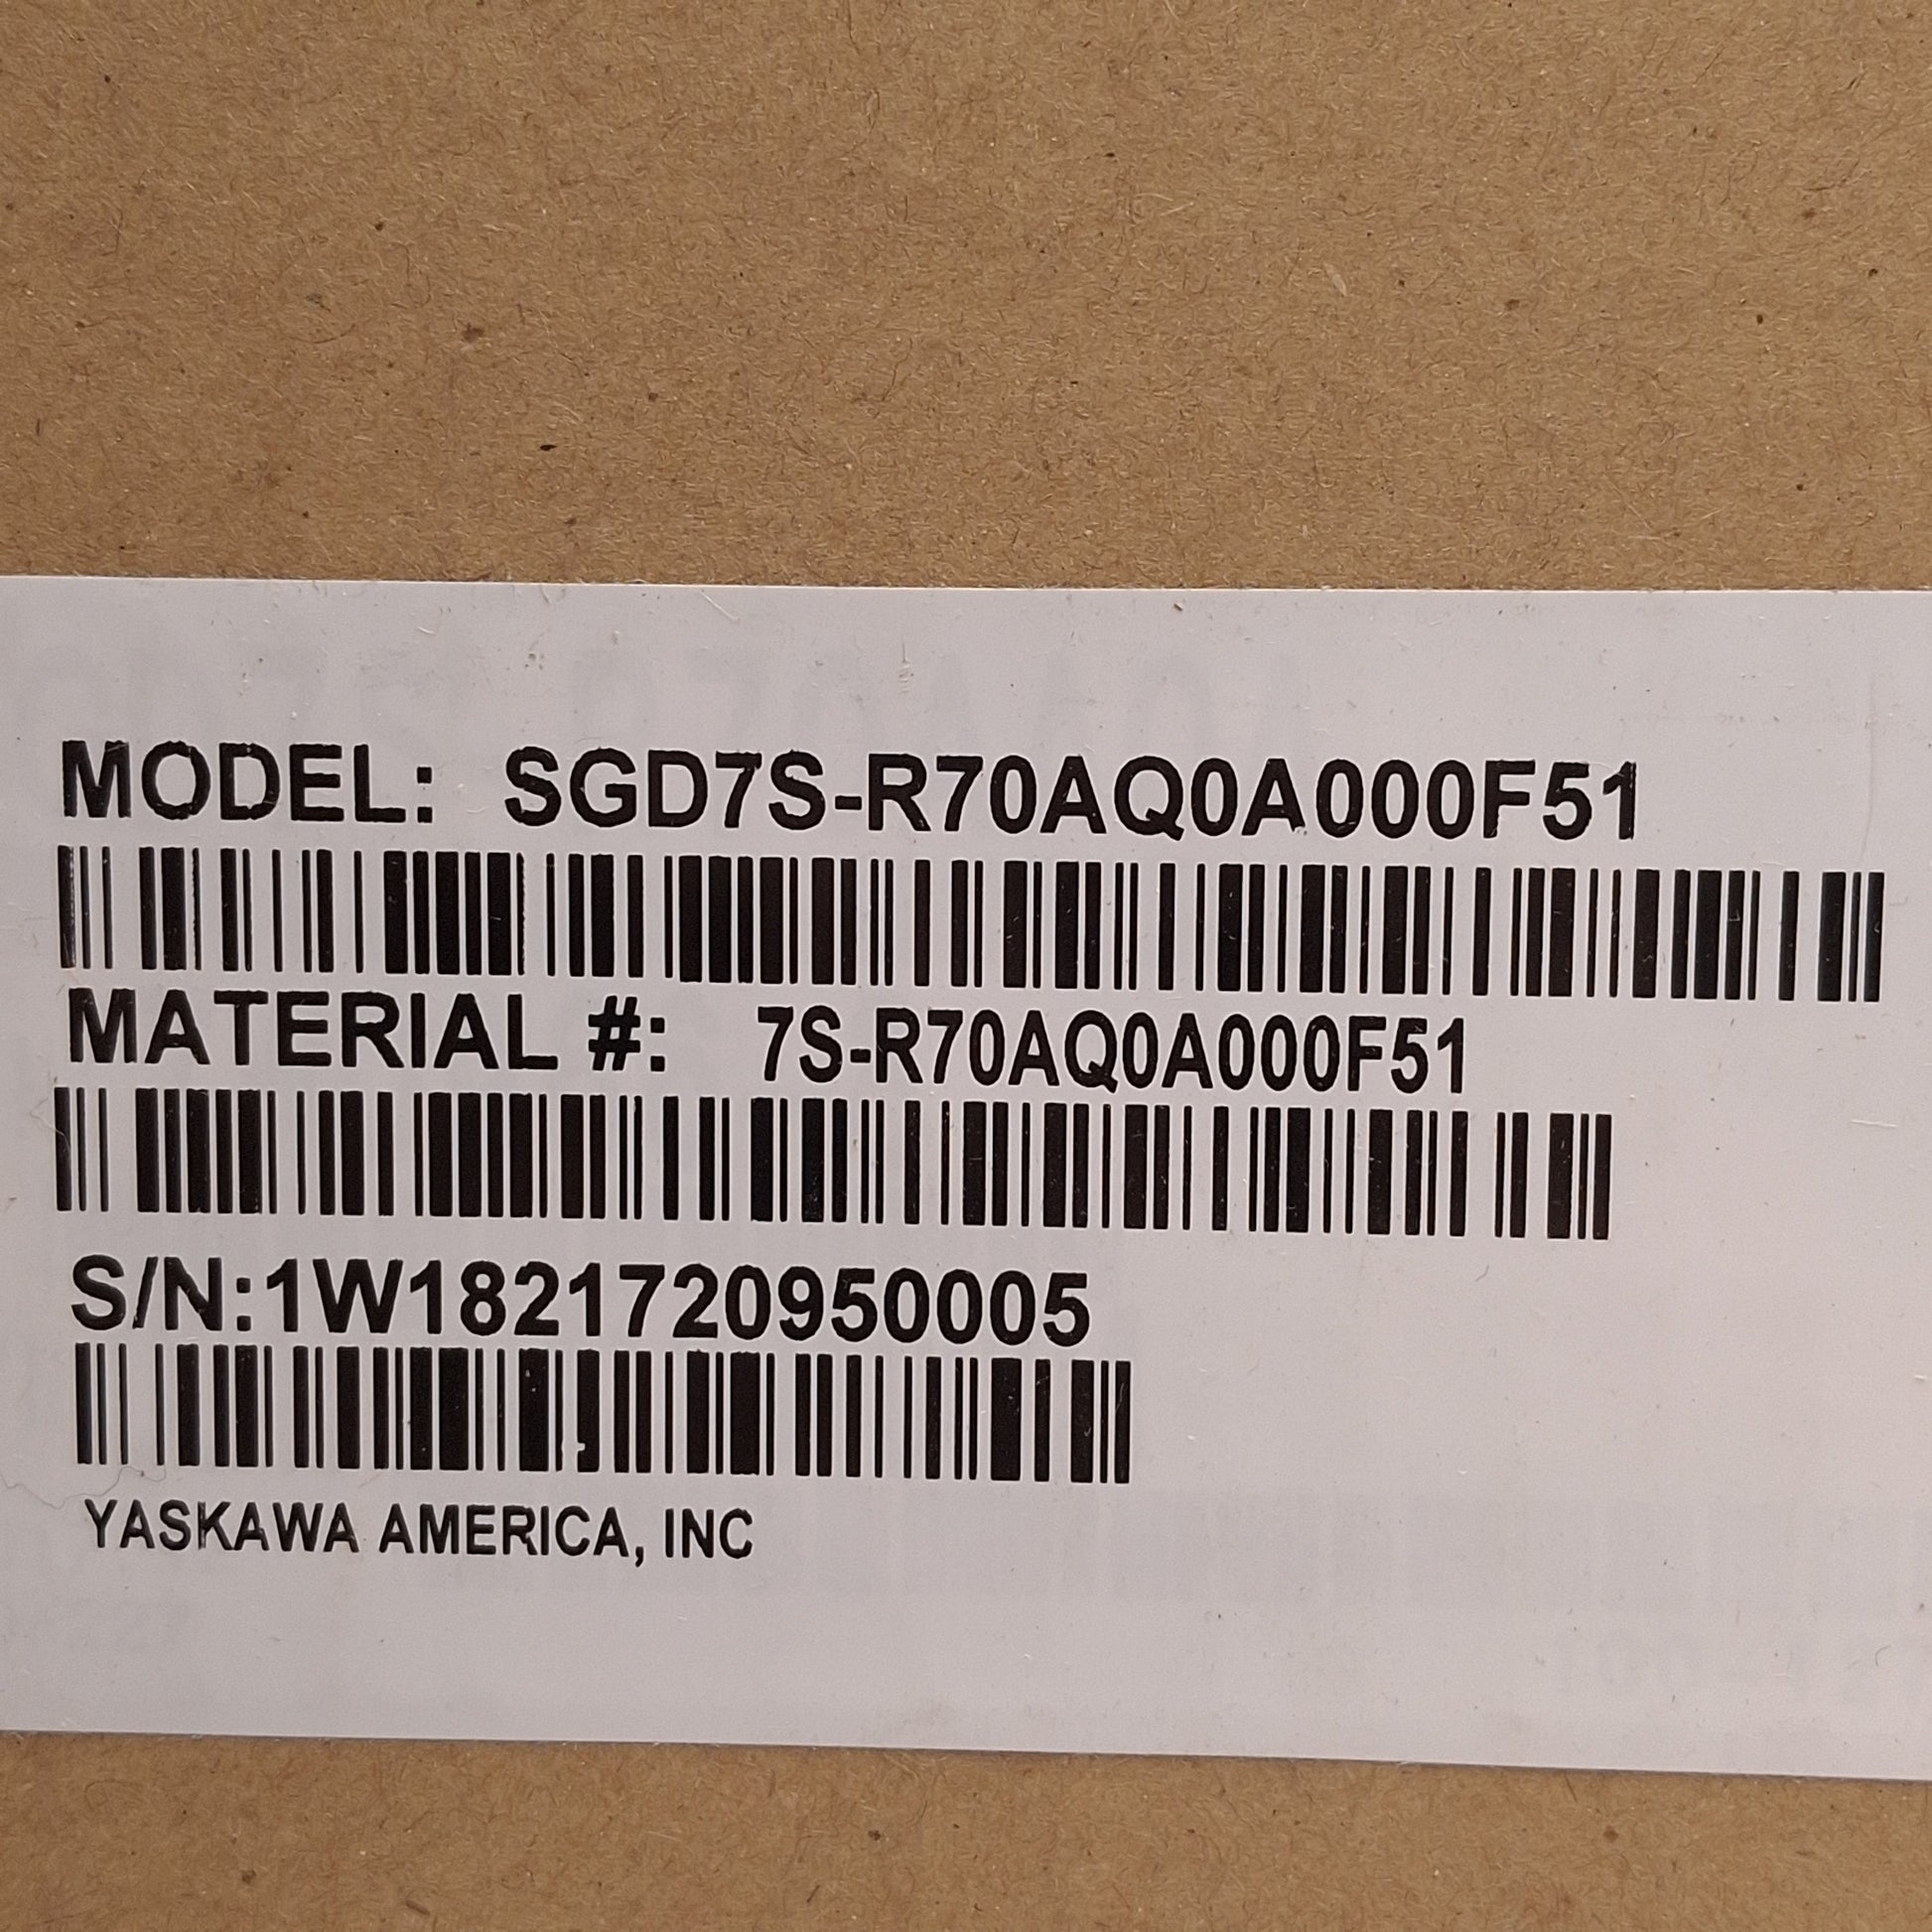 MODEL: SGD7S-R70AQ0A000F51
MATERIAL #: 7S-R70AQ0A000F51
S/N:1W1821720950005
YASKAWA AMERICA, INC